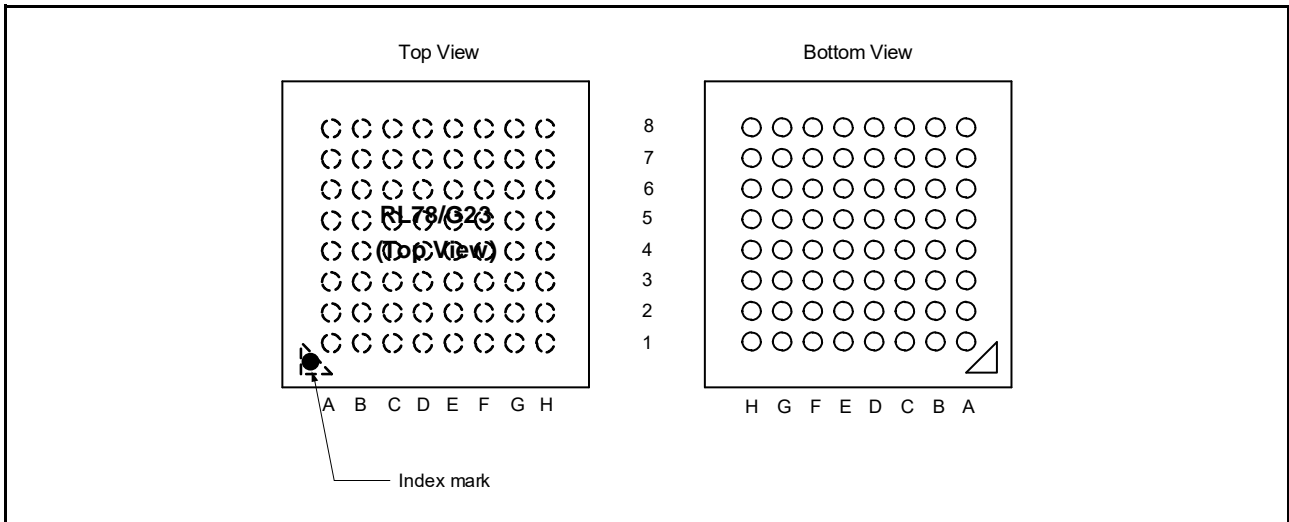 Top View
Bottom View
8
7
6
RL78/G23
5
(Top View)
4
3
2
1
A B C D E F G H
H G F E D C B A
Index mark